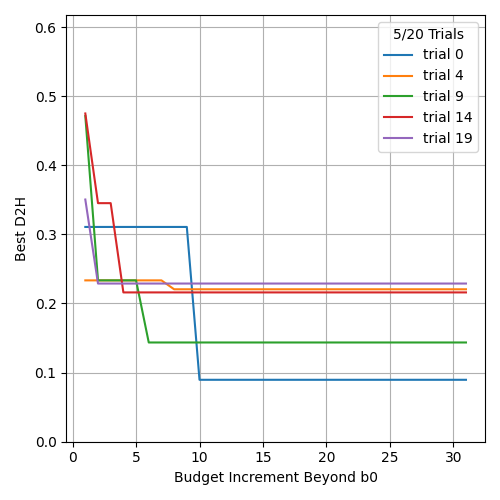 0.6
0.5
0.4
0.3
0.2
0.1
0.0
Best D2H
5/20 Trials
trial 0
trial 4
trial 9
trial 14
trial 19
0 5 10 15 20 25 30
Budget Increment Beyond b0